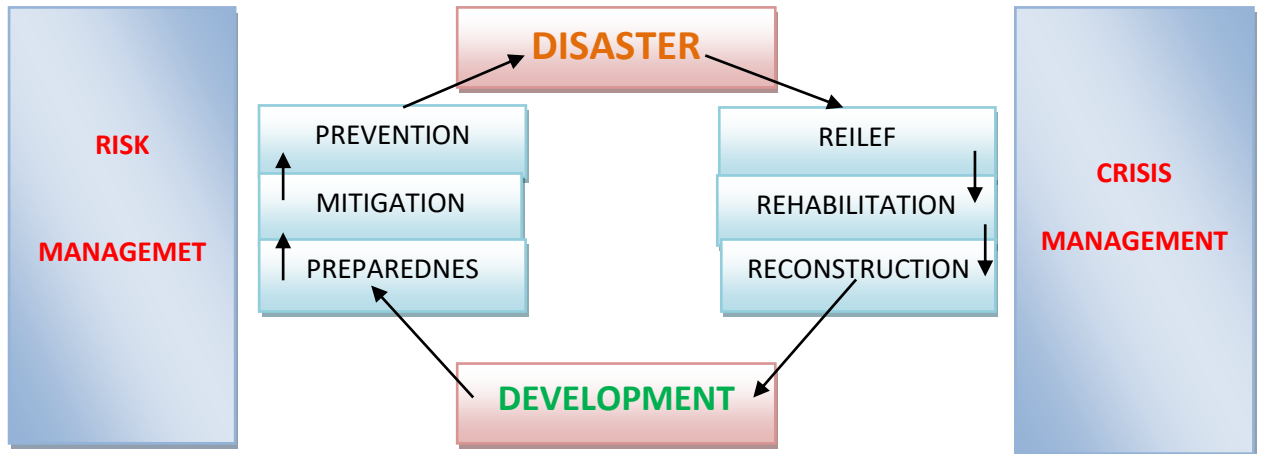 DISASTER
RISK
MANAGEMET
PREVENTION
MITIGATION
PREPAREDNES
REILEF
REHABILITATION
RECONSTRUCTION
CRISIS
MANAGEMENT
DEVELOPMENT